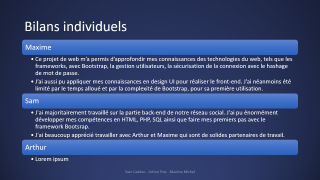 Bilans individuels
Maxime
• Ce projet de web m'a permis d'approfondir mes connaissances des technologies du web, tels que les
frameworks, avec Bootstrap, la gestion utilisateurs, la sécurisation de la connexion avec le hashage
de mot de passe.
• J'ai aussi pu appliquer mes connaissances en design UI pour réaliser le front-end. J'ai néanmoins été
limité par le temps alloué et par la complexité de Bootstrap, pour sa première utilisation.
Sam
• J'ai majoritairement travaillé sur la partie back-end de notre réseau social. J'ai pu énormément
développer mes compétences en HTML, PHP, SQL ainsi que faire mes premiers pas avec le
framework Bootsrap.
• J'ai beaucoup apprécié travailler avec Arthur et Maxime qui sont de solides partenaires de travail.
Arthur
• Lorem ipsum